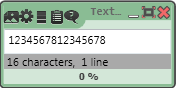 Text...
1234567812345678
16 characters, 1 line
0 %